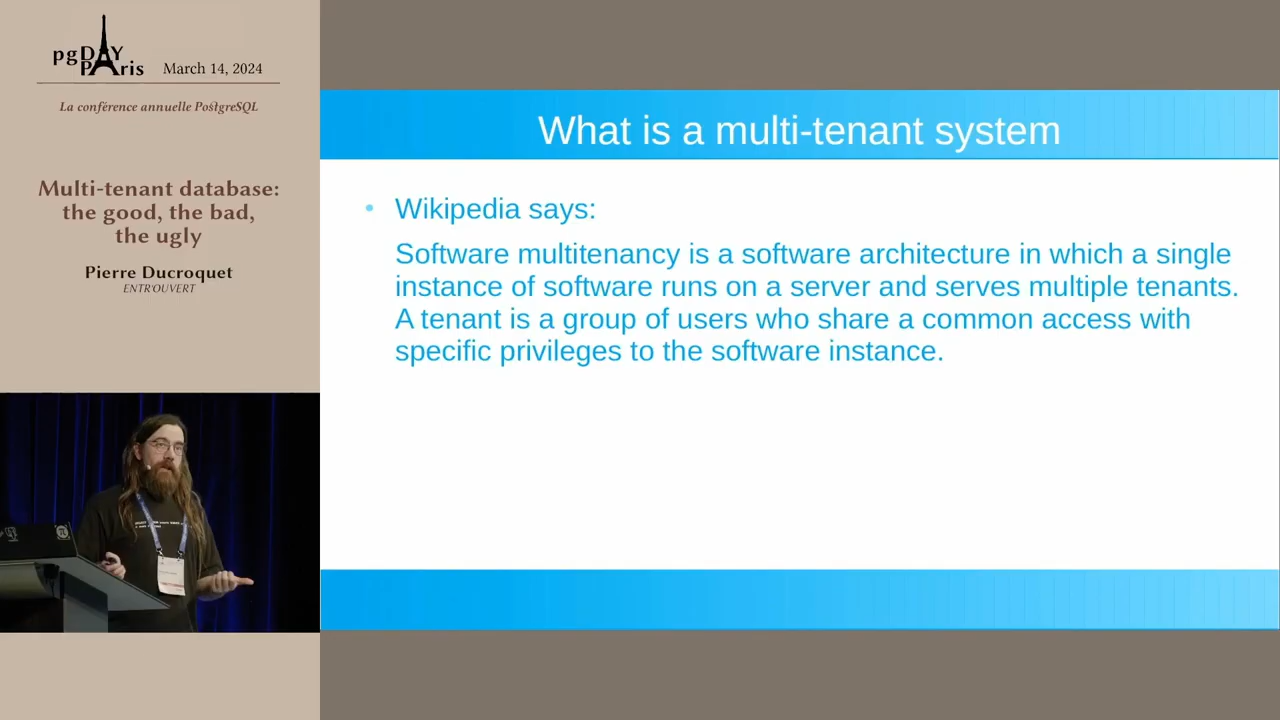 pgDAY
PAris
March 14, 2024
La conférence annuelle PostgreSQL
Multi-tenant database:
the good, the bad,
the ugly
Pierre Ducroquet
ENTR'OUVERT
What is a multi-tenant system
• Wikipedia says:
Software multitenancy is a software architecture in which a single
instance of software runs on a server and serves multiple tenants.
A tenant is a group of users who share a common access with
specific privileges to the software instance.